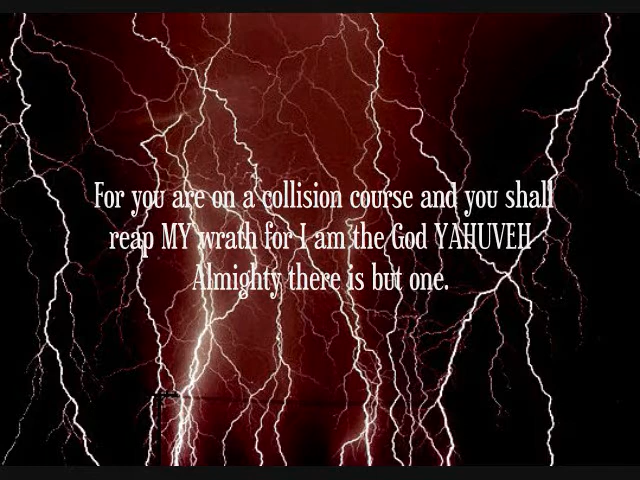 For you are on a collision course and you shall
reap MY wrath for I am the God YAHUVEH
Almighty there is but one.